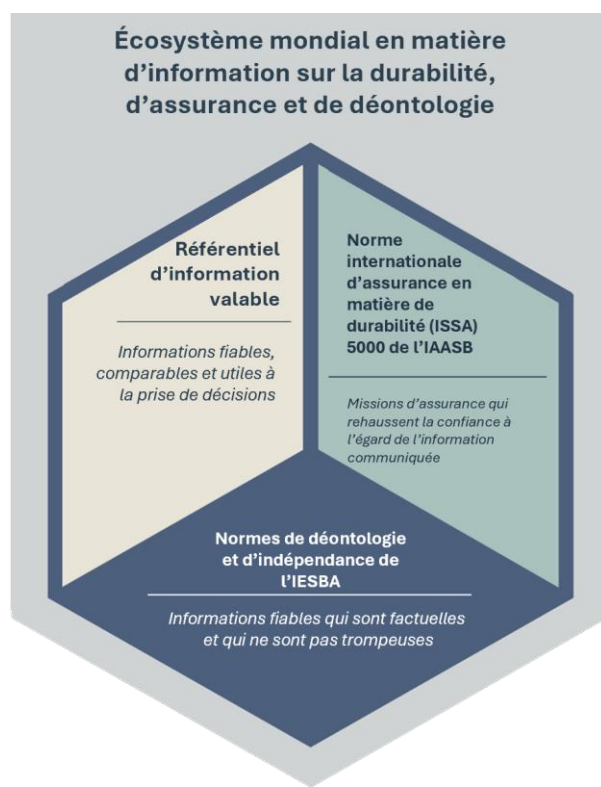 Écosystème mondial en matière
d'information sur la durabilité,
d'assurance et de déontologie
Référentiel
d'information
valable
Informations fiables,
comparables et utiles à
la prise de décisions
Norme
internationale
d'assurance en
matière de
durabilité (ISSA)
5000 de l'IAASB
Missions d'assurance qui
rehaussent la confiance à
l'égard de l'information
communiquée
Normes de déontologie
et d'indépendance de
l'IESBA
Informations fiables qui sont factuelles
et qui ne sont pas trompeuses